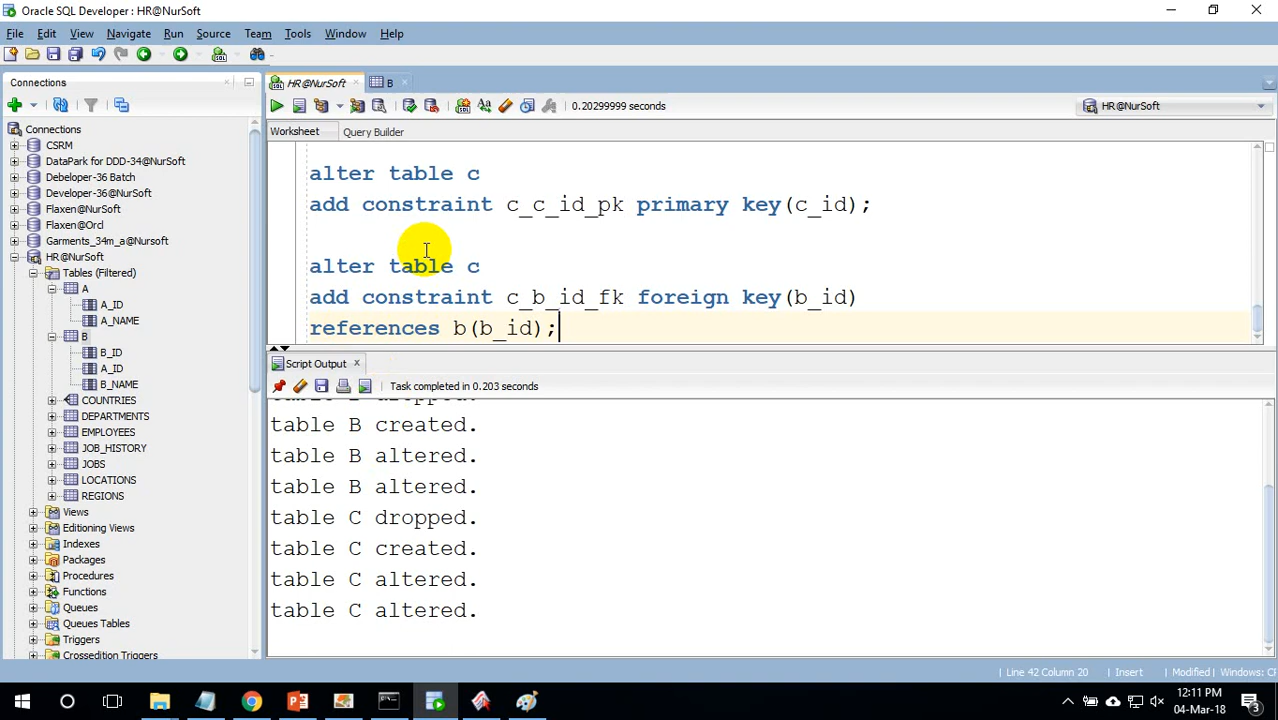 Oracle SQL Developer : HR@NurSoft
File Edit View Navigate Run Source Team Tools Window Help
Connections
HR@NurSoft
B
0.20299999 seconds
HR@NurSoft
Worksheet
Query Builder
Connections
CSRM
DataPark for DDD-34@NurSoft
Debeloper-36 Batch
Developer-36@NurSoft
Flaxen@NurSoft
Flaxen@Orcl
Garments_34m_a@Nursoft
HR@NurSoft
Tables (Filtered)
A
A_ID
A_NAME
B
B_ID
A_ID
B_NAME
COUNTRIES
DEPARTMENTS
EMPLOYEES
JOB_HISTORY
JOBS
LOCATIONS
REGIONS
Views
Editioning Views
Indexes
Packages
Procedures
Functions
Queues
Queues Tables
Triggers
Crossedition Triggers
alter table c
add constraint c_c_id_pk primary key(c_id);
alter table c
add constraint c_b_id_fk foreign key(b_id)
references b(b_id);
Script Output
Task completed in 0.203 seconds
table B created.
table B altered.
table B altered.
table C dropped.
table C created.
table C altered.
table C altered.
Line 42 Column 20
Insert
Modified
Windows:
12:11 PM
04-Mar-18
3